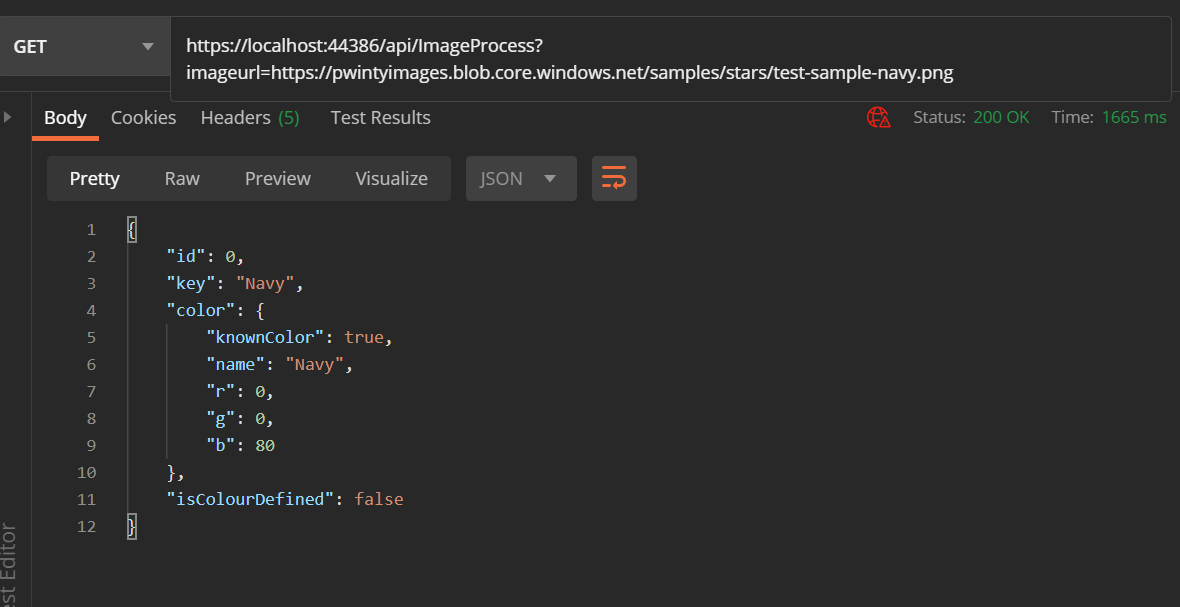 GET
https://localhost:44386/api/ImageProcess?
imageurl=https://pwintyimages.blob.core.windows.net/samples/stars/test-sample-navy.png
Body Cookies Headers (5) Test Results Status: 200 OK Time: 1665 ms
Pretty Raw Preview Visualize JSON
1 {
2 "id": 0,
3 "key": "Navy",
4 "color": {
5 "knownColor": true,
6 "name": "Navy",
7 "r": 0,
8 "g": 0,
9 "b": 80
10 },
11 "isColourDefined": false
12 }
st Editor